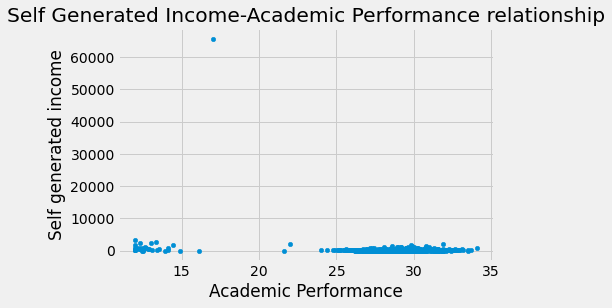 Self Generated Income-Academic Performance relationship
Self generated income
60000
50000
40000
30000
20000
10000
0
15 20 25 30 35
Academic Performance